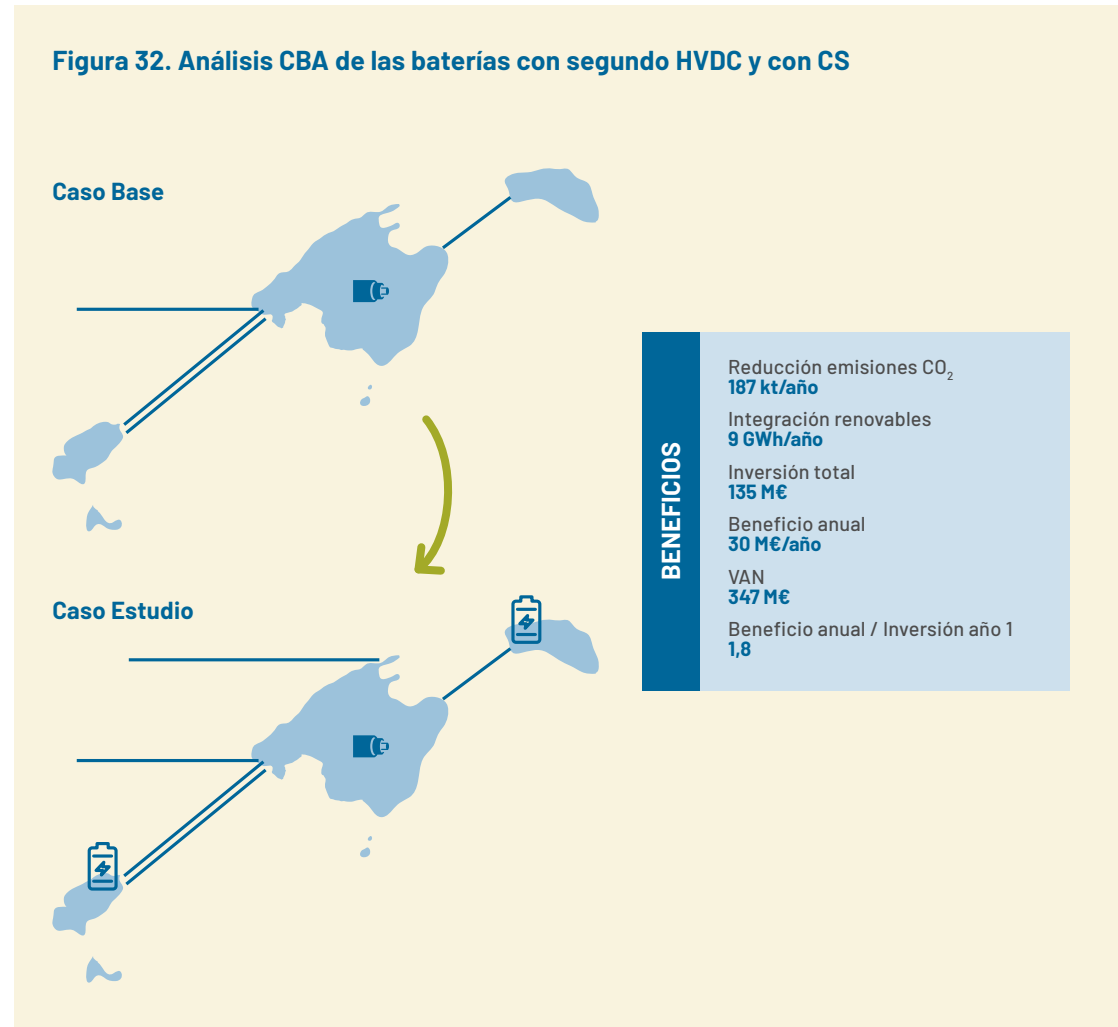 Figura 32. Análisis CBA de las baterías con segundo HVDC y con CS
Caso Base
Caso Estudio
BENEFICIOS
Reducción emisiones CO₂
187 kt/año
Integración renovables
9 GWh/año
Inversión total
135 M€
Beneficio anual
30 M€/año
VAN
347 M€
Beneficio anual / Inversión año 1
1,8